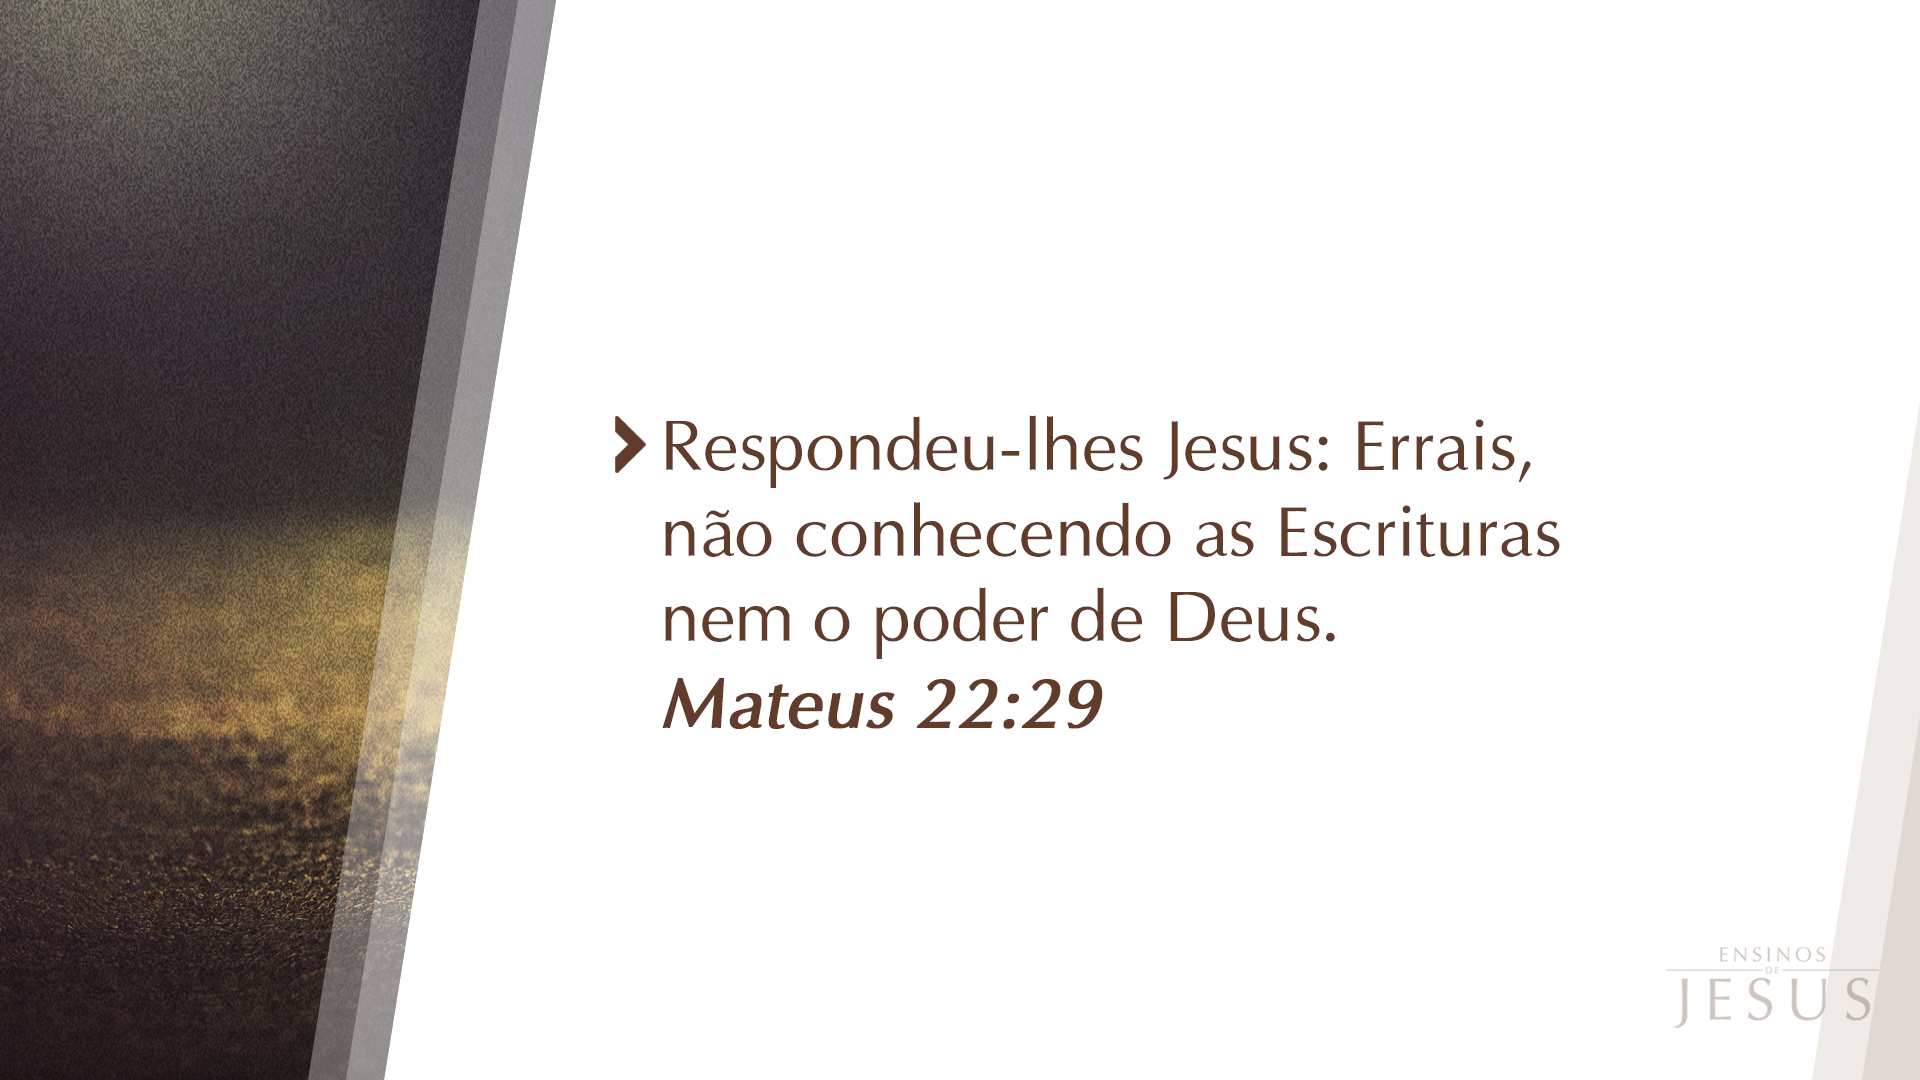 Respondeu-lhes Jesus: Errais,
não conhecendo as Escrituras
nem o poder de Deus.
Mateus 22:29
ENSINOS
DE
JESUS